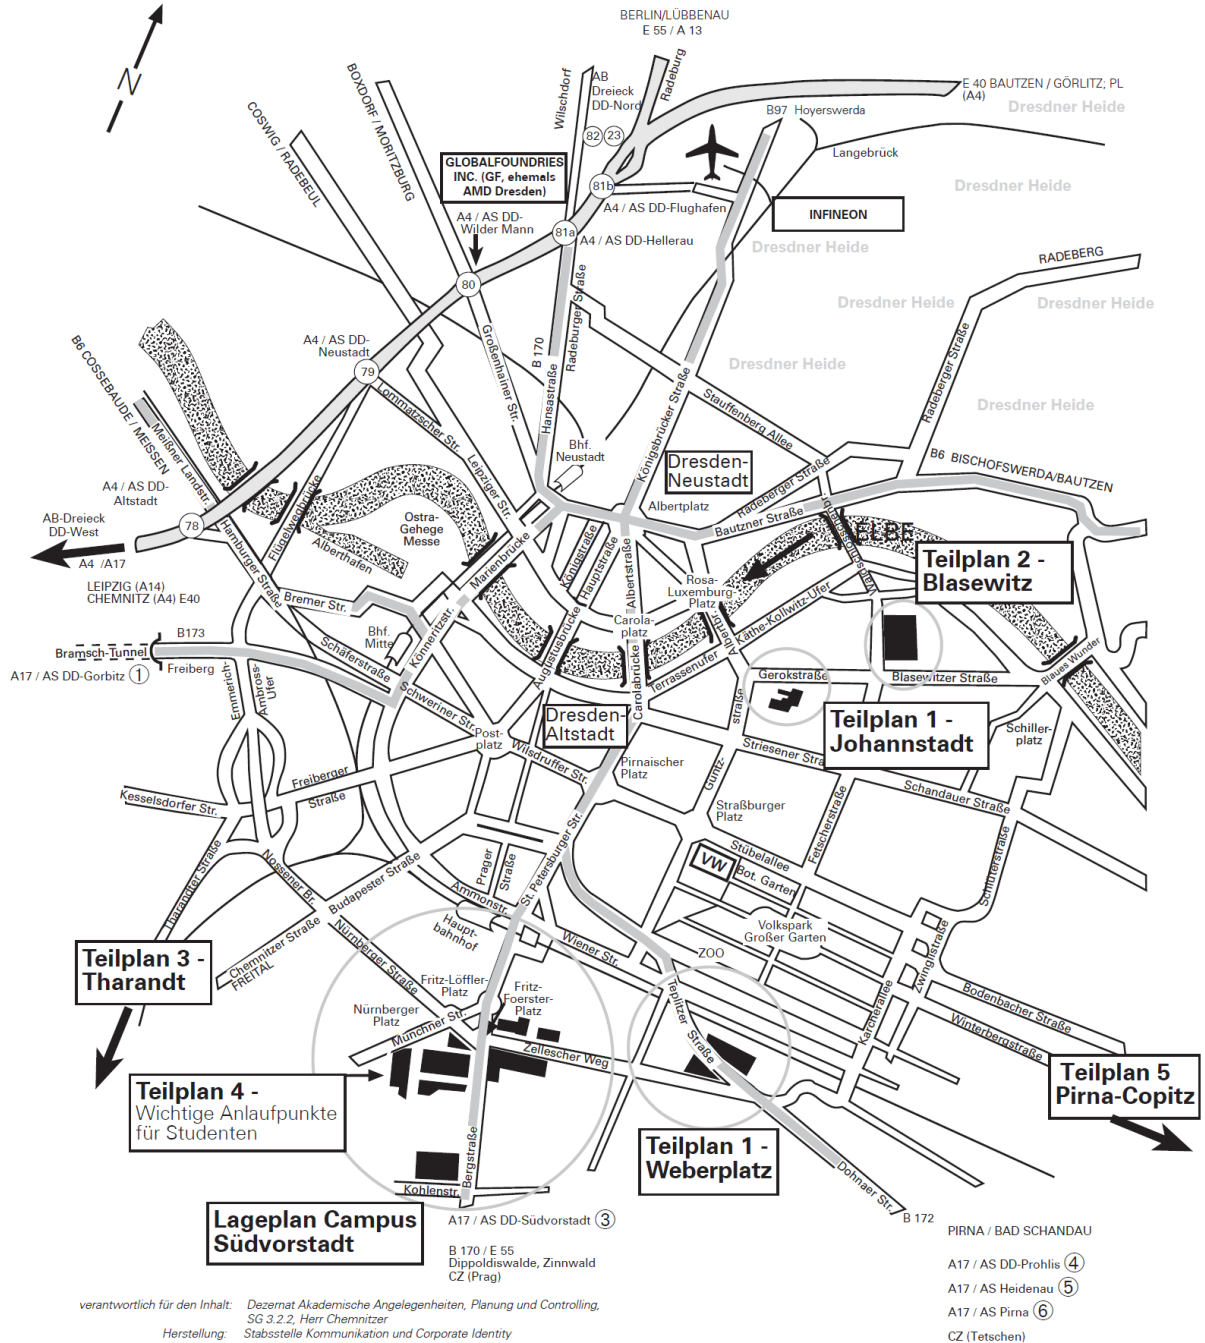 BERLIN/LÜBBENAU
E 55 / A 13
N
BOXDORF / MORITZBURG
COSWIG / RADEBEUL
Wilschdorf
AB
Dreieck
DD-Nord
Radeburg
82
23
E 40 BAUTZEN / GÖRLITZ; PL
(A4)
Dresdner Heide
B97 Hoyerswerda
Langebrück
GLOBALFOUNDRIES
INC. (GF, ehemals
AMD Dresden)
81b
A4 / AS DD-Flughafen
Dresdner Heide
INFINEON
A4 / AS DD-
Wilder Mann
81a
A4 / AS DD-Hellerau
Dresdner Heide
RADEBERG
80
Dresdner Heide
Dresdner Heide
A4 / AS DD-
Neustadt
79
B 170
Radeburger Straße
Großenhainer Str.
Hansastraße
Dresdner Heide
Radeberger Straße
B6 COSSEBAUDE / MEISSEN
Meißner Landstr.
Lommatzscher Str.
Leipziger Str.
Königsbrücker Straße
Stauffenberg Allee
Dresdner Heide
Bhf.
Neustadt
Dresden-
Neustadt
B6 BISCHOFSWERDA/BAUTZEN
A4 / AS DD-
Altstadt
Radeberger Straße
Albertplatz
Bautzner Straße
78
AB-Dreieck
DD-West
A4 /A17
LEIPZIG (A14)
CHEMNITZ (A4) E40
Hamburger Straße
Flügelwegbrücke
Alberthafen
Ostra-
Gehege
Messe
Marienbrücke
Königstraße
Hauptstraße
Albertstraße
Waldschlösschenbr.
ELBE
Teilplan 2 -
Blasewitz
Rosa-
Luxemburg-
Platz
Bremer Str.
Käthe-Kollwitz-Ufer
B173
Bhf.
Mitte
Könneritzstr.
Carola-
platz
Albertbr.
Bramsch-Tunnel
Freiberg
A17 / AS DD-Gorbitz 1
Schäferstraße
Augustusbrücke
Carolabrücke
Terrassenufer
Blaues Wunder
Emmerich-
Ambross-
Ufer
Gerokstraße
Blasewitzer Straße
Schweriner Str.
Dresden-
Altstadt
straße
Teilplan 1 -
Johannstadt
Schiller-
platz
Post-
platz
Wilsdruffer Str.
Pirnaischer
Platz
Striesener Stra
Güntz-
Freiberger
Straße
Kesselsdorfer Str.
Schandauer Straße
Straßburger
Platz
Fetscherstraße
Tharandter Straße
Nossener Br.
Budapester Straße
Prager
Straße
St. Petersburger Str.
Stübelallee
VW
Bot. Garten
Schlüterstraße
Ammonstr.
Chemnitzer Straße
FREITAL
Nürnberger Straße
Haupt-
bahnhof
Wiener Str.
Volkspark
Großer Garten
ZOO
Zwinglistraße
Teilplan 3 -
Tharandt
Fritz-Löffler-
Platz
Fritz-
Foerster-
Platz
Teplitzer Straße
Karcherallee
Bodenbacher Straße
Nürnberger
Platz
Münchner Str.
Winterbergstraße
Zellescher Weg
Teilplan 4 -
Wichtige Anlaufpunkte
für Studenten
Teilplan 5
Pirna-Copitz
Bergstraße
Teilplan 1 -
Weberplatz
Kohlenstr.
Dohnaer Str.
B 172
Lageplan Campus
Südvorstadt
A17 / AS DD-Südvorstadt 3
B 170 / E 55
Dippoldiswalde, Zinnwald
CZ (Prag)
PIRNA / BAD SCHANDAU
A17 / AS DD-Prohlis 4
A17 / AS Heidenau 5
A17 / AS Pirna 6
CZ (Tetschen)
verantwortlich für den Inhalt: Dezernat Akademische Angelegenheiten, Planung und Controlling,
SG 3.2.2, Herr Chemnitzer
Herstellung: Stabsstelle Kommunikation und Corporate Identity